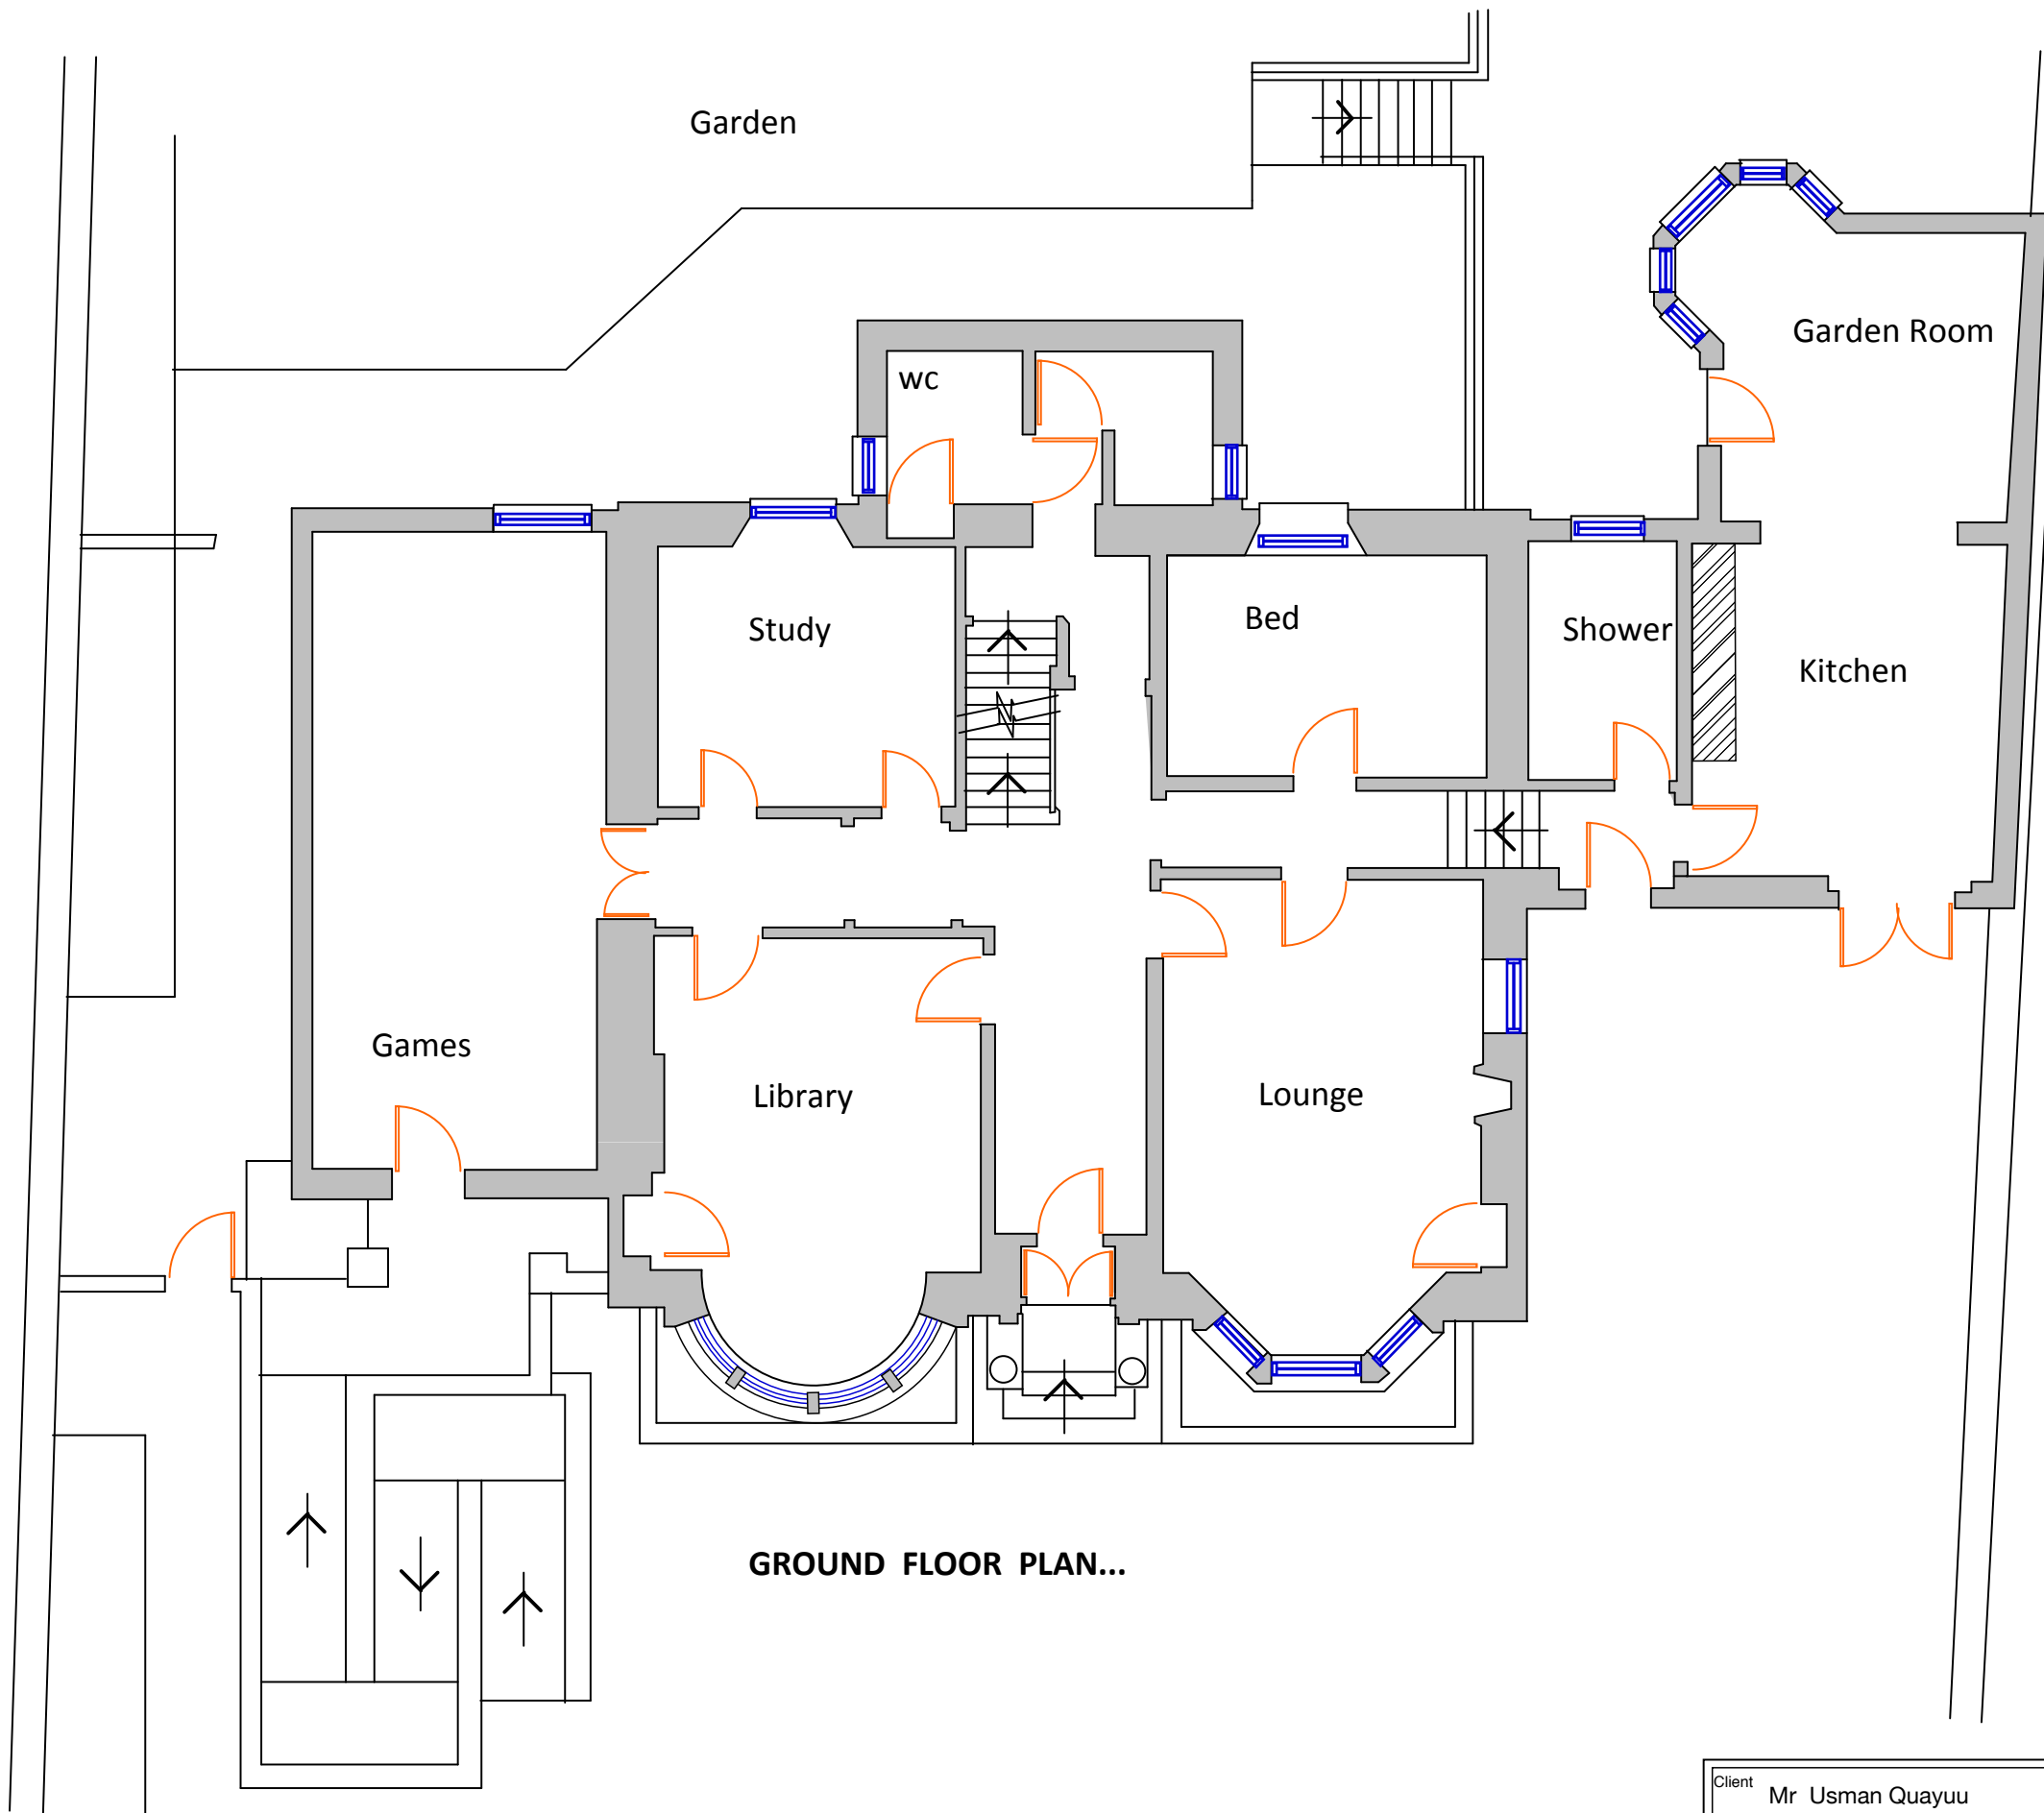 Garden
Garden Room
wc
Bed
Study
Shower
Kitchen
Games
Library
Lounge
GROUND FLOOR PLAN...
Client
Mr Usman Quayuu